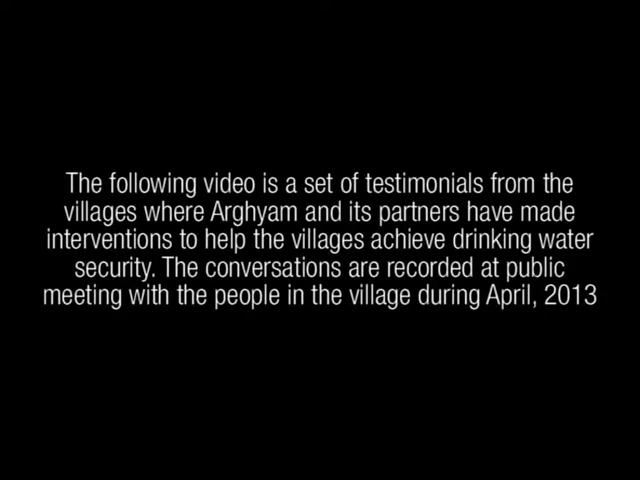 The following video is a set of testimonials from the
villages where Arghyam and its partners have made
interventions to help the villages achieve drinking water
security. The conversations are recorded at public
meeting with the people in the village during April, 2013